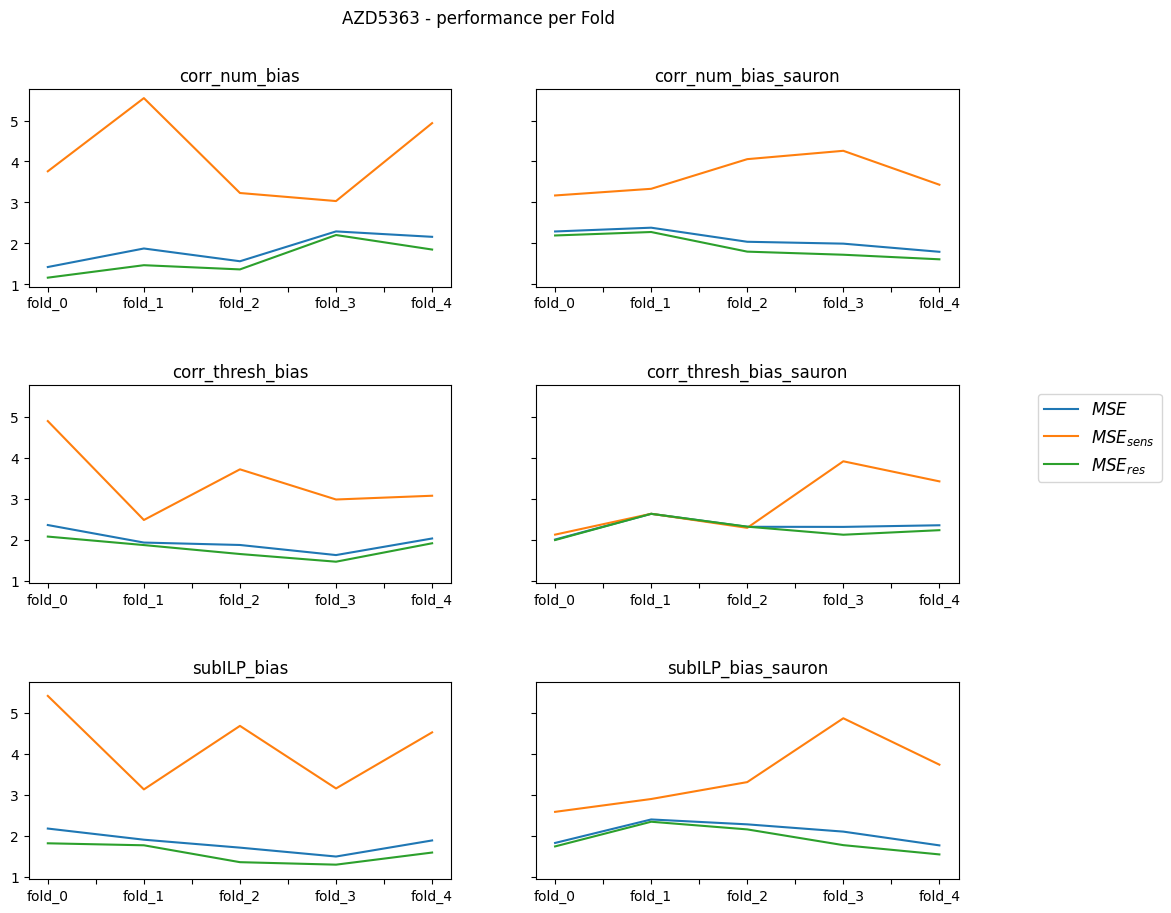 AZD5363 - performance per Fold
corr_num_bias
corr_num_bias_sauron
5
4
3
2
1
fold_0 fold_1 fold_2 fold_3 fold_4
fold_0 fold_1 fold_2 fold_3 fold_4
corr_thresh_bias
corr_thresh_bias_sauron
5
4
3
2
1
fold_0 fold_1 fold_2 fold_3 fold_4
fold_0 fold_1 fold_2 fold_3 fold_4
MSE
MSE_sens
MSE_res
subILP_bias
subILP_bias_sauron
5
4
3
2
1
fold_0 fold_1 fold_2 fold_3 fold_4
fold_0 fold_1 fold_2 fold_3 fold_4